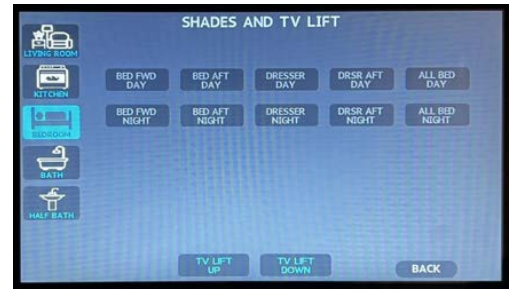 SHADES AND TV LIFT
LIVING ROOM
KITCHEN
BEDROOM
BATH
HALF BATH
BED FWD
DAY
BED AFT
DAY
DRESSER
DAY
DRSR AFT
DAY
ALL BED
DAY
BED FWD
NIGHT
BED AFT
NIGHT
DRESSER
NIGHT
DRSR AFT
NIGHT
ALL BED
NIGHT
TV LIFT
UP
TV LIFT
DOWN
BACK